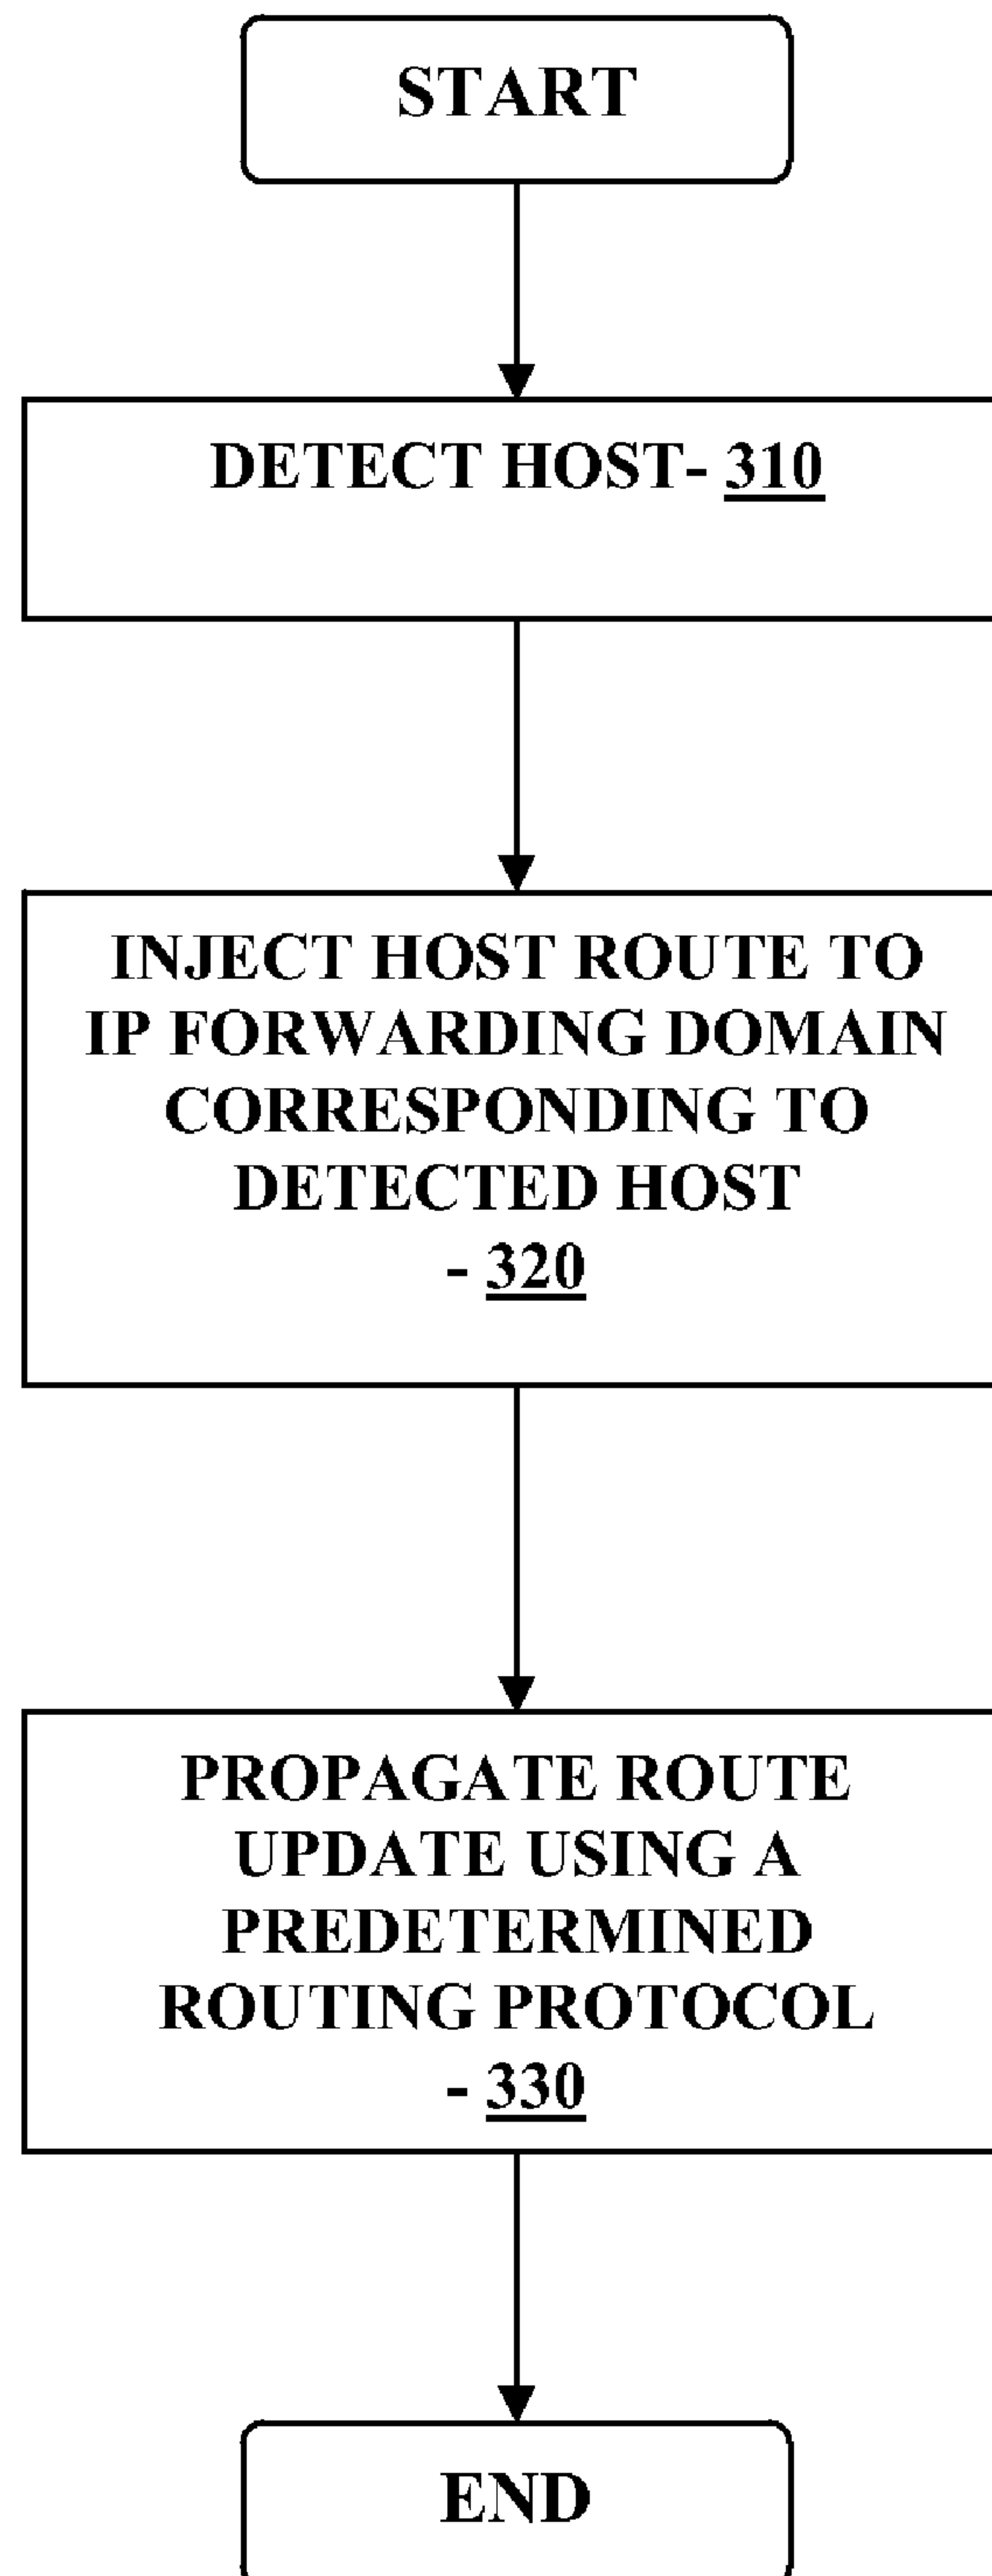 START
DETECT HOST- 310
INJECT HOST ROUTE TO
IP FORWARDING DOMAIN
CORRESPONDING TO
DETECTED HOST
- 320
PROPAGATE ROUTE
UPDATE USING A
PREDETERMINED
ROUTING PROTOCOL
- 330
END